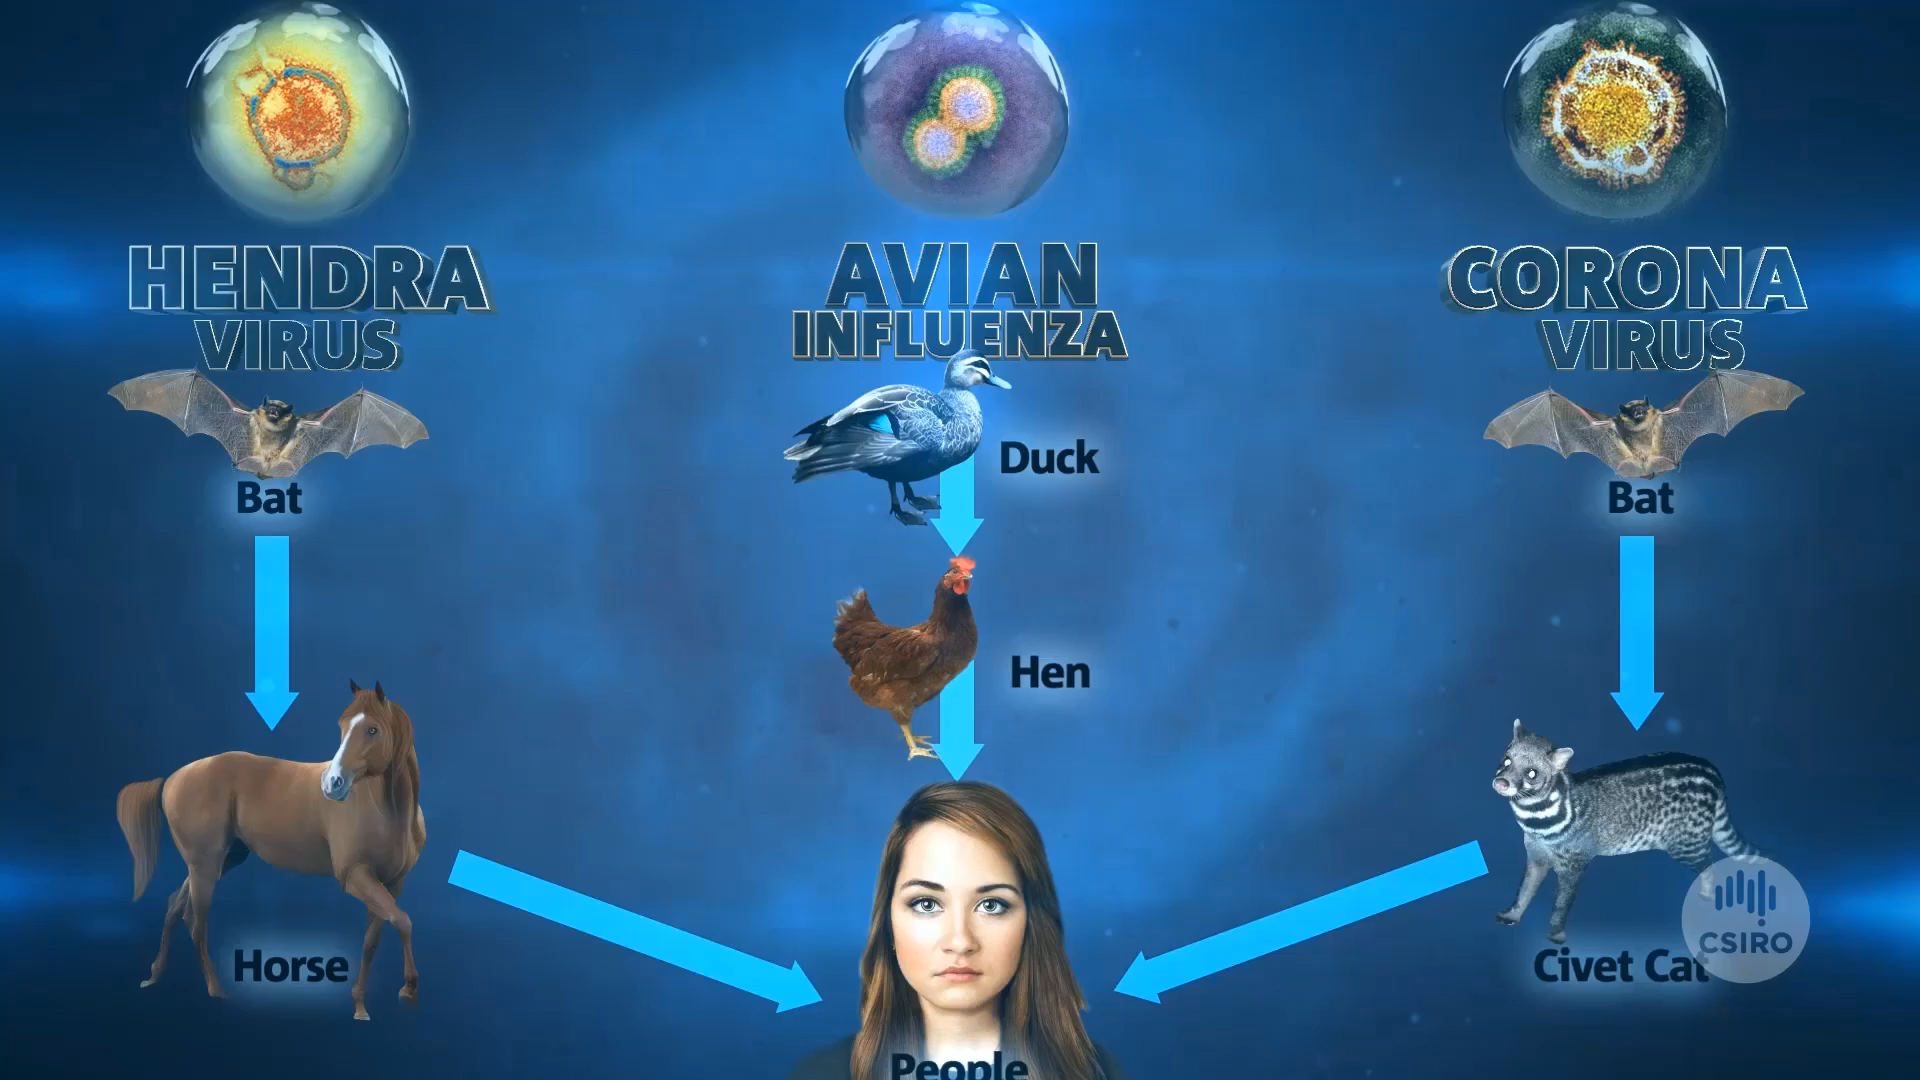 HENDRA
VIRUS
Bat
Horse
AVIAN
INFLUENZA
Duck
Hen
People
CORONA
VIRUS
Bat
Civet Cat
CSIRO